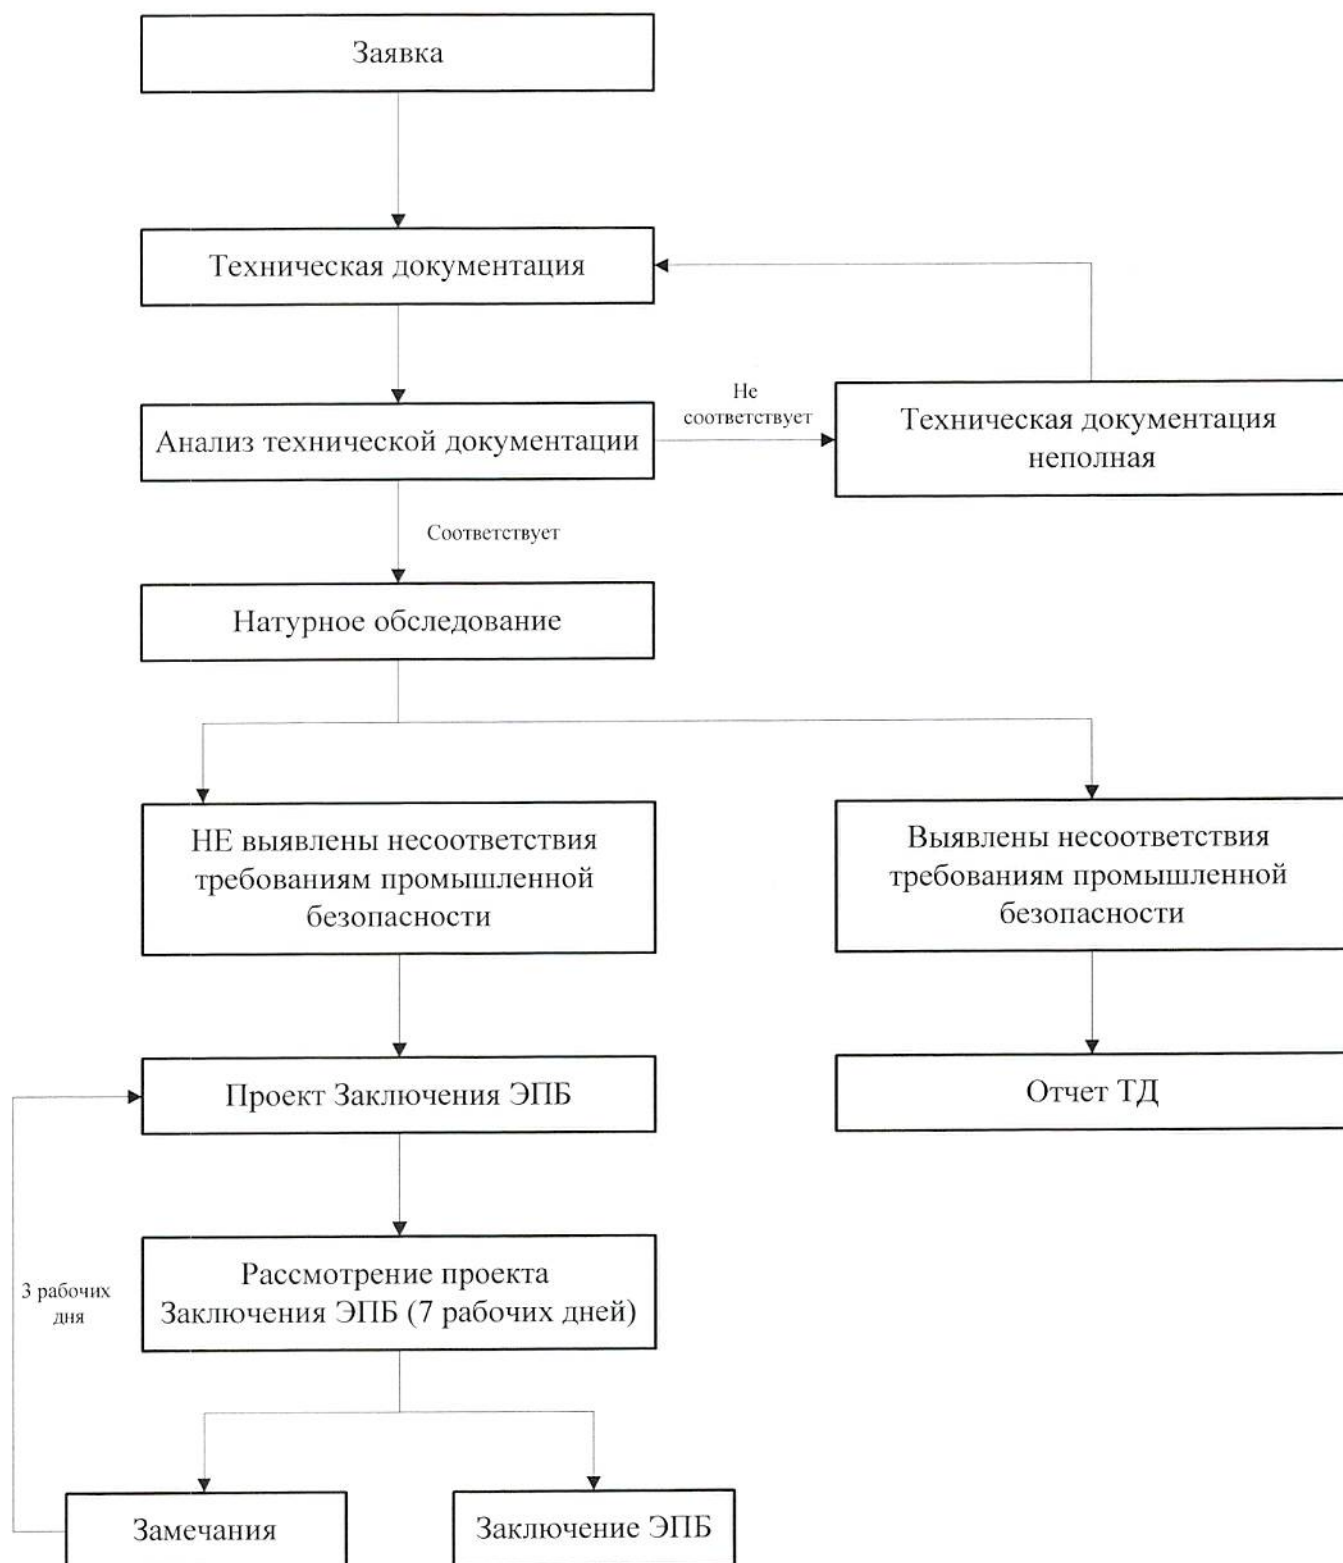 Заявка
Техническая документация
Анализ технической документации
Не
соответствует
Техническая документация
неполная
Соответствует
Натурное обследование
НЕ выявлены несоответствия
требованиям промышленной
безопасности
Выявлены несоответствия
требованиям промышленной
безопасности
Проект Заключения ЭПБ
Отчет ТД
3 рабочих
дня
Рассмотрение проекта
Заключения ЭПБ (7 рабочих дней)
Замечания
Заключение ЭПБ